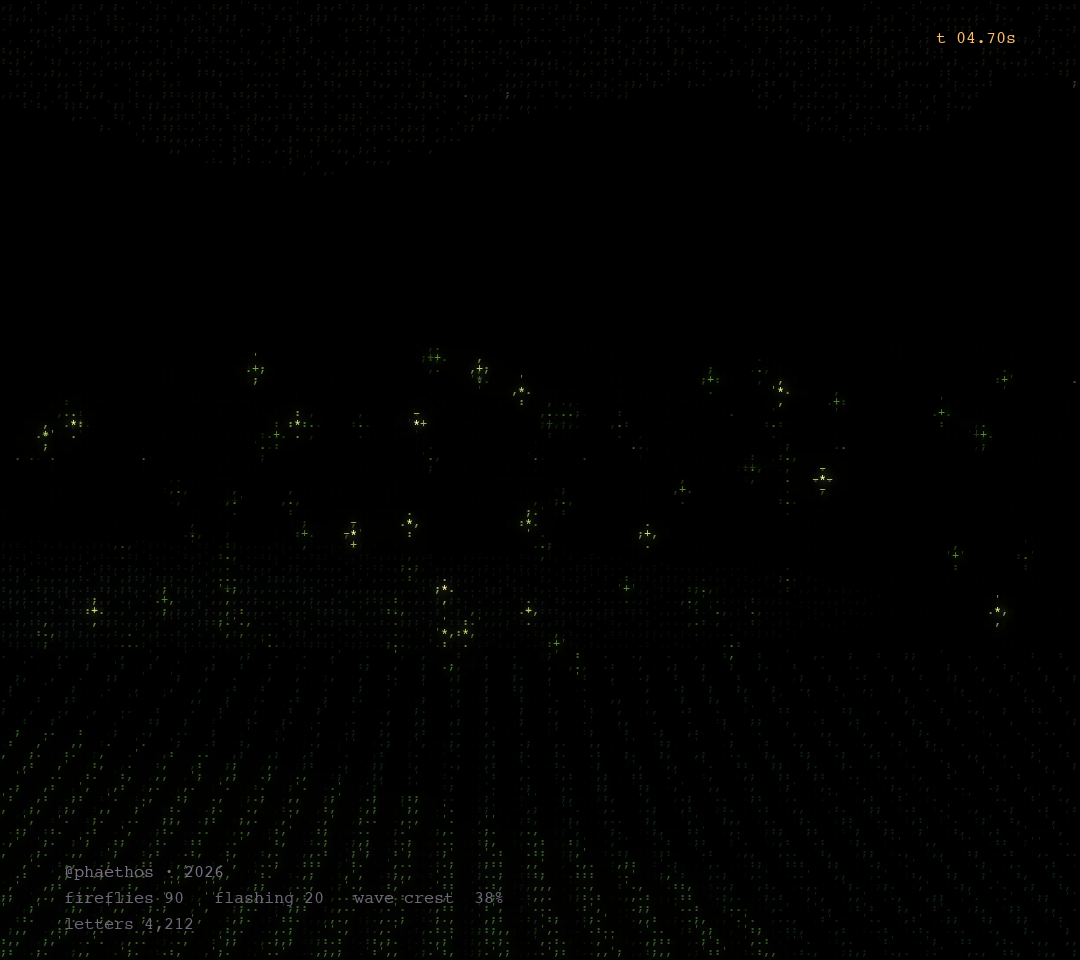 t 04.70s
@phaethos · 2026
fireflies 90   flashing 20   wave crest  38%
letters 4,212